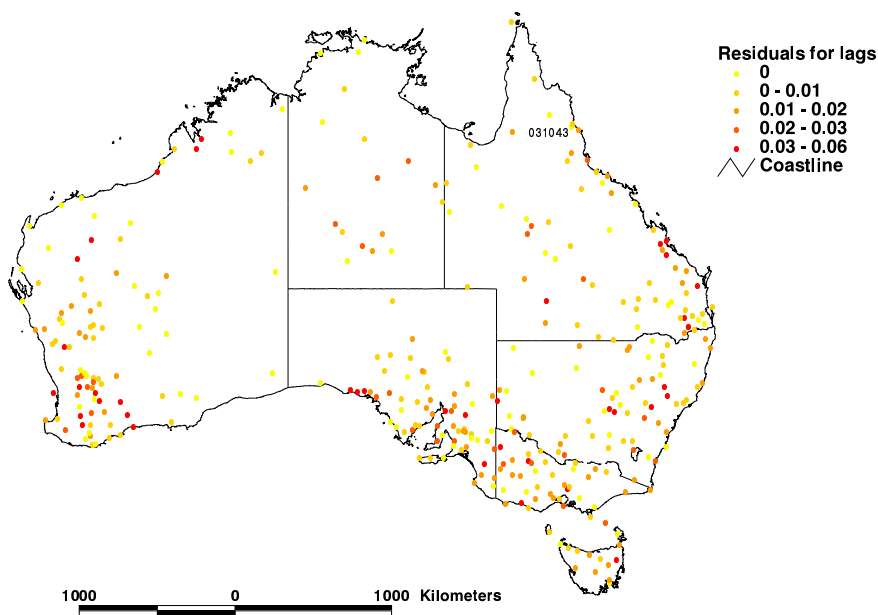 Residuals for lags
0
0 - 0.01
0.01 - 0.02
0.02 - 0.03
0.03 - 0.06
Coastline
031043
1000 0 1000 Kilometers